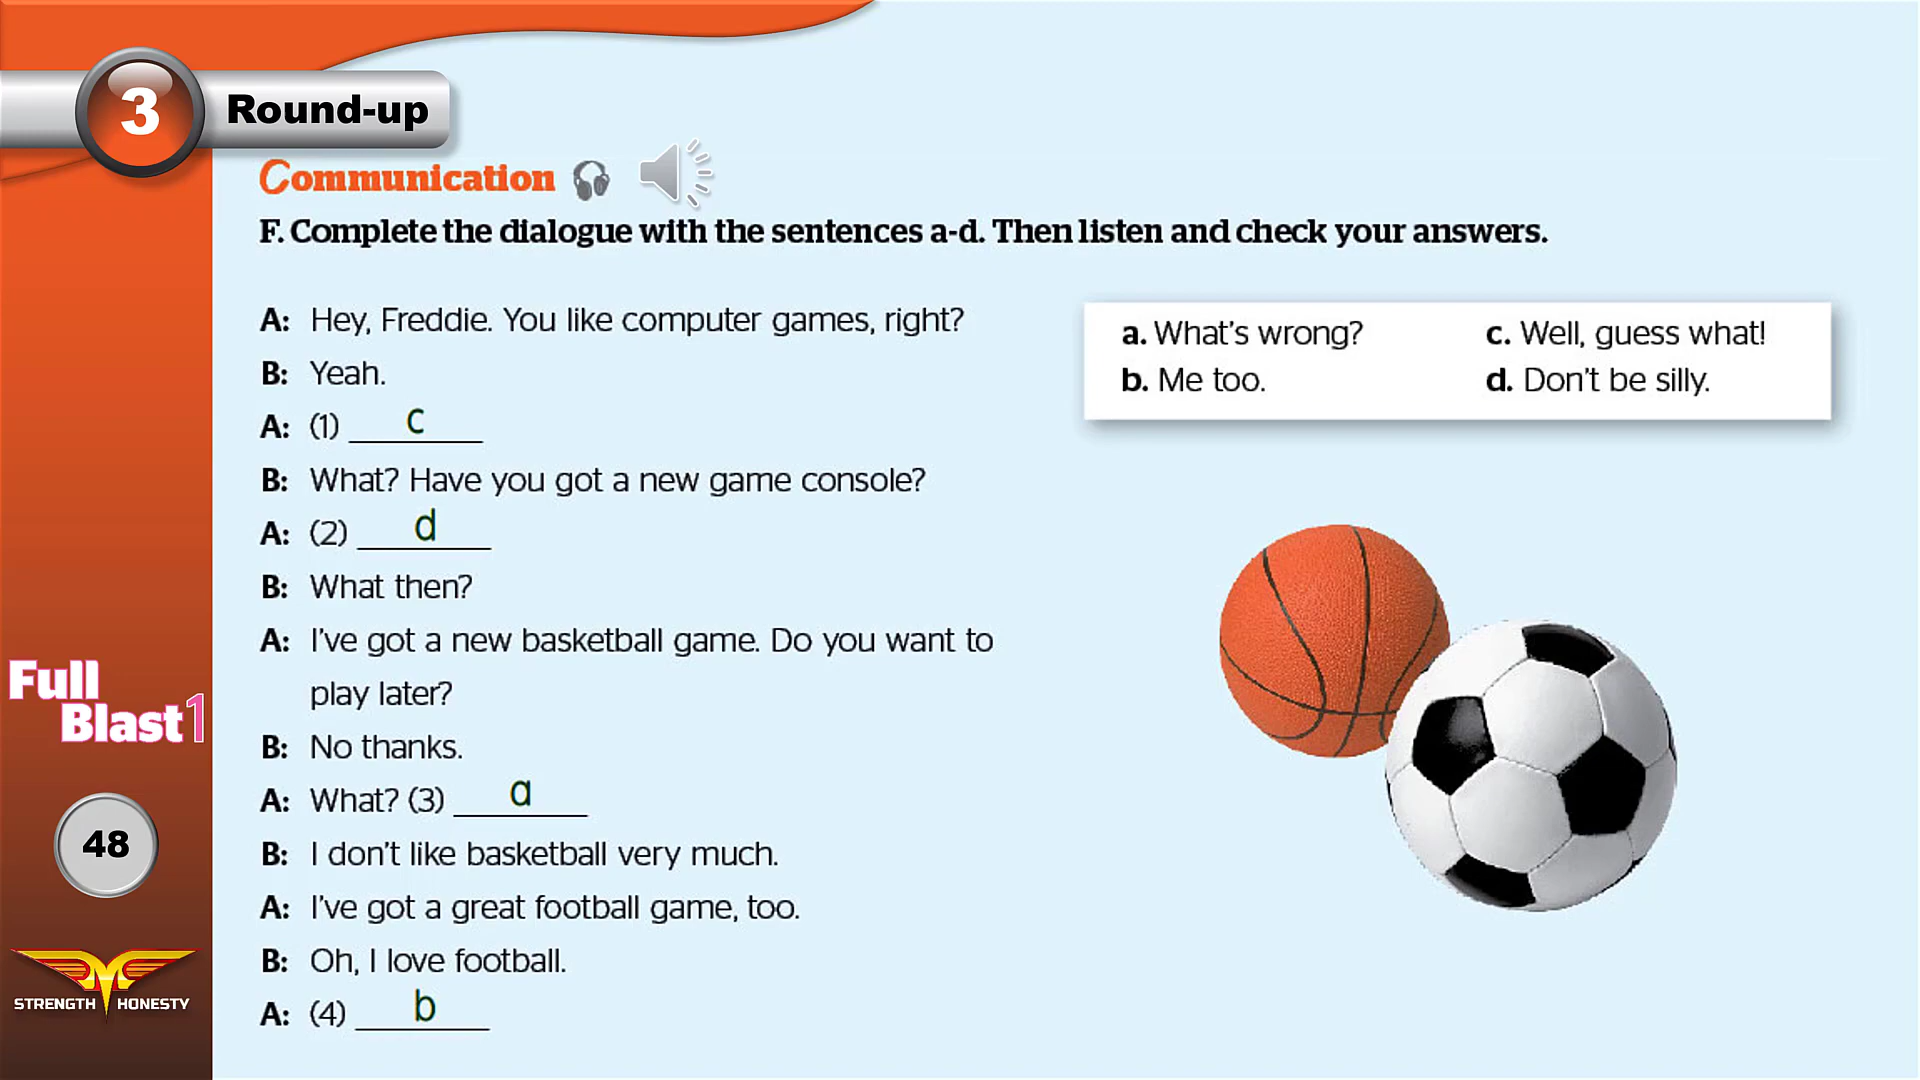 3 Round-up
Communication
F. Complete the dialogue with the sentences a-d. Then listen and check your answers.
A: Hey, Freddie. You like computer games, right?
B: Yeah.
A: (1) c
B: What? Have you got a new game console?
A: (2) d
B: What then?
A: I've got a new basketball game. Do you want to
play later?
B: No thanks.
A: What? (3) a
B: I don't like basketball very much.
A: I've got a great football game, too.
B: Oh, I love football.
A: (4) b
a. What's wrong?
c. Well, guess what!
b. Me too.
d. Don't be silly.
Full
Blast 1
48
STRENGTH HONESTY